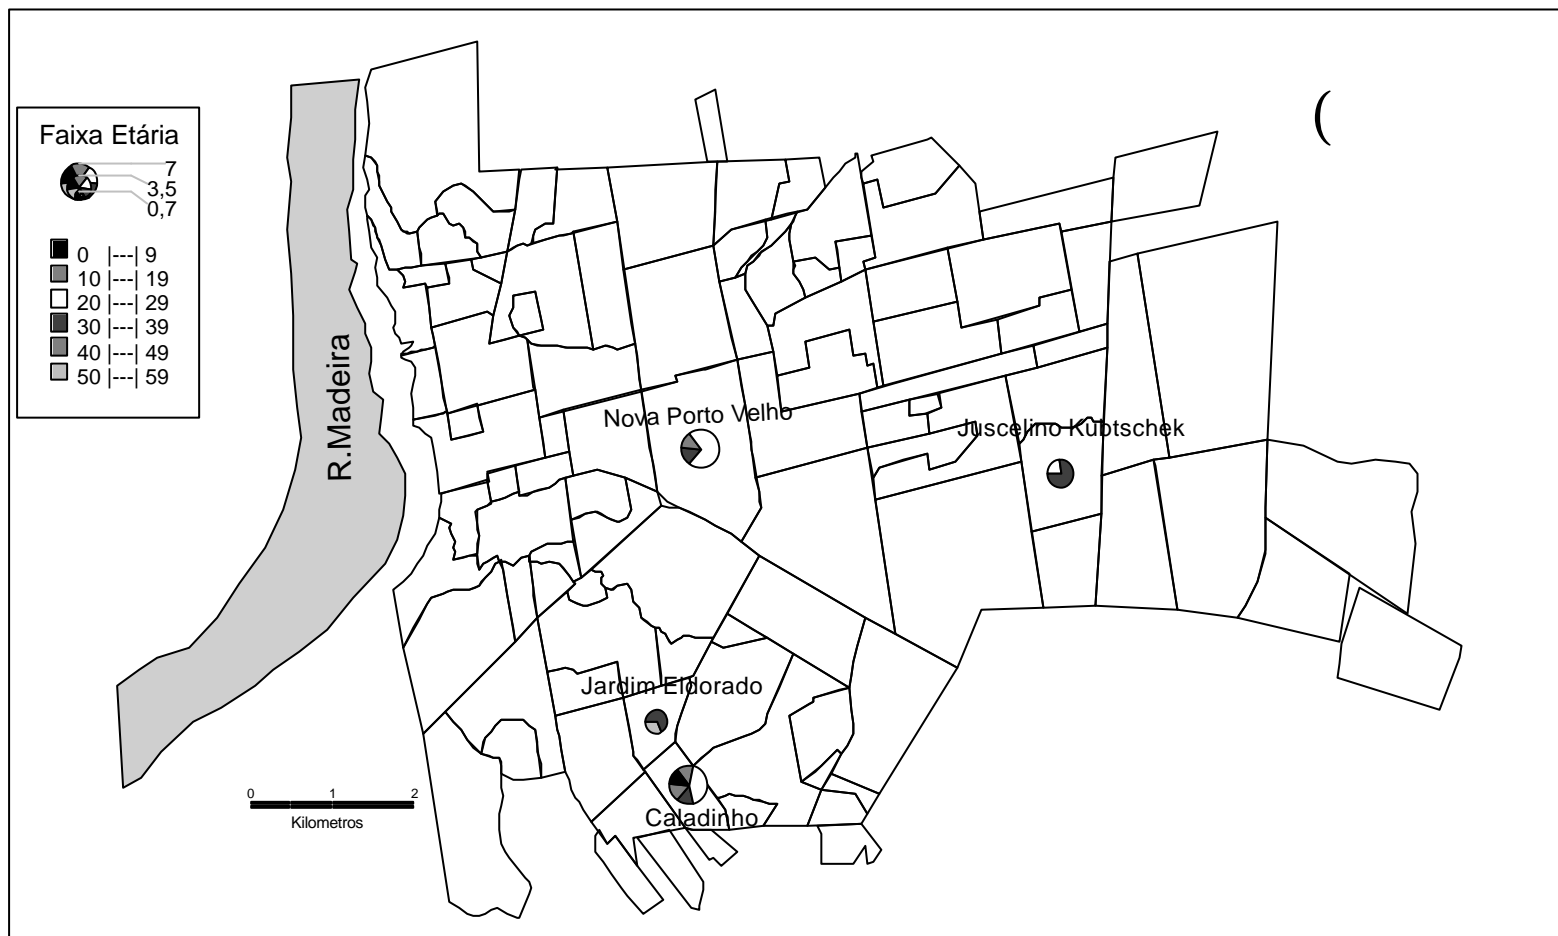 (
Faixa Etária
7
3,5
0,7
0 |---| 9
10 |---| 19
20 |---| 29
30 |---| 39
40 |---| 49
50 |---| 59
R.Madeira
Nova Porto Velho
Juscelino Kubtschek
Jardim Eldorado
Caladinho
0 1 2
Kilometros